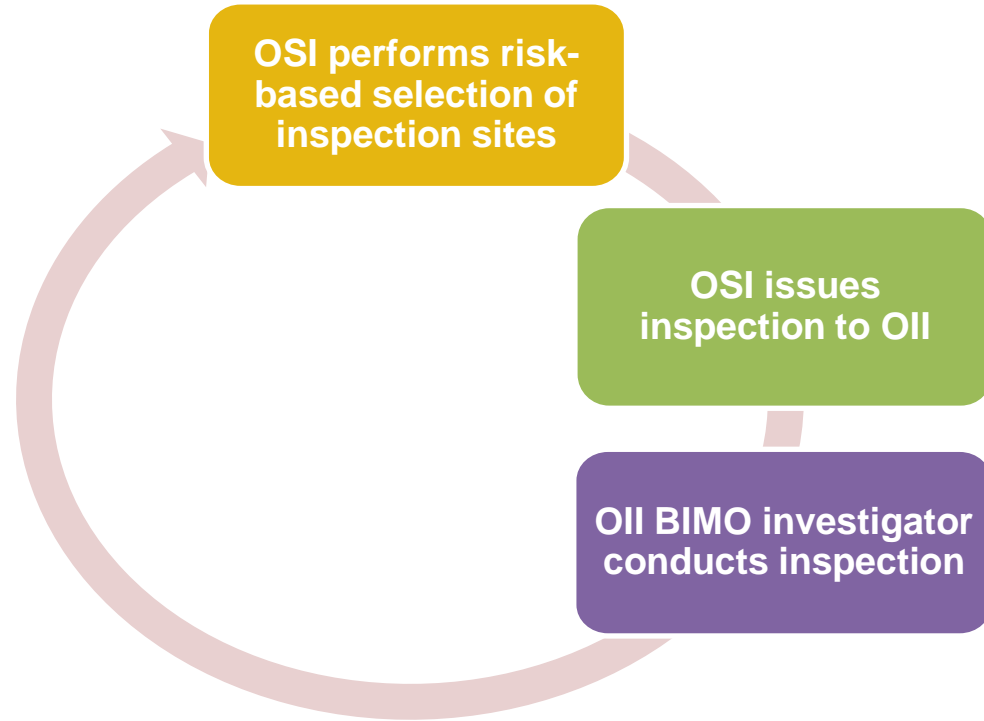 OSI performs risk-
based selection of
inspection sites
OSI issues
inspection to OII
OII BIMO investigator
conducts inspection